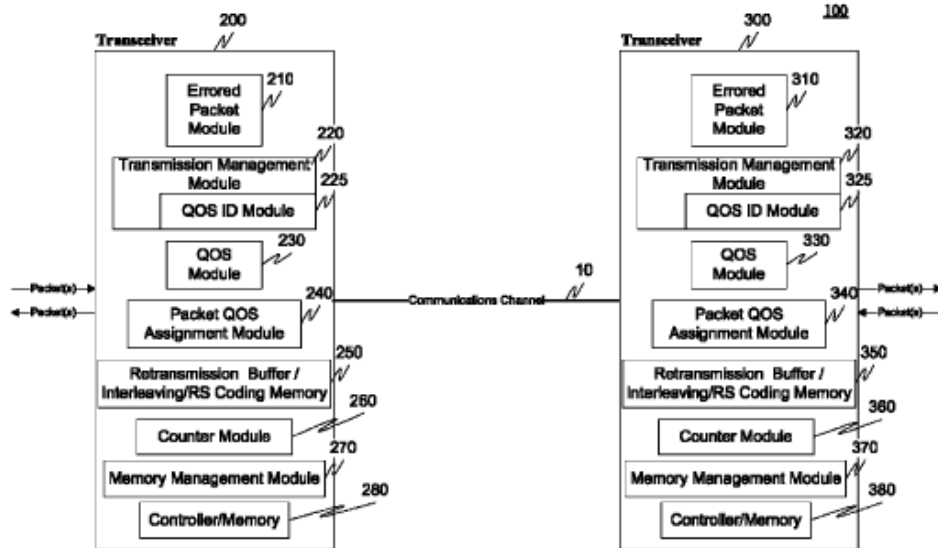 200
Transceiver
210
Errored
Packet
Module
220
Transmission Management
Module
225
QOS ID Module
230
QOS
Module
240
Packet QOS
Assignment Module
250
Retransmission Buffer /
Interleaving/RS Coding Memory
260
Counter Module
270
Memory Management Module
280
Controller/Memory
Packet(s)
Packet(s)
10
Communications Channel
100
300
Transceiver
310
Errored
Packet
Module
320
Transmission Management
Module
325
QOS ID Module
330
QOS
Module
340
Packet QOS
Assignment Module
350
Retransmission Buffer /
Interleaving/RS Coding Memory
360
Counter Module
370
Memory Management Module
380
Controller/Memory
Packet(s)
Packet(s)